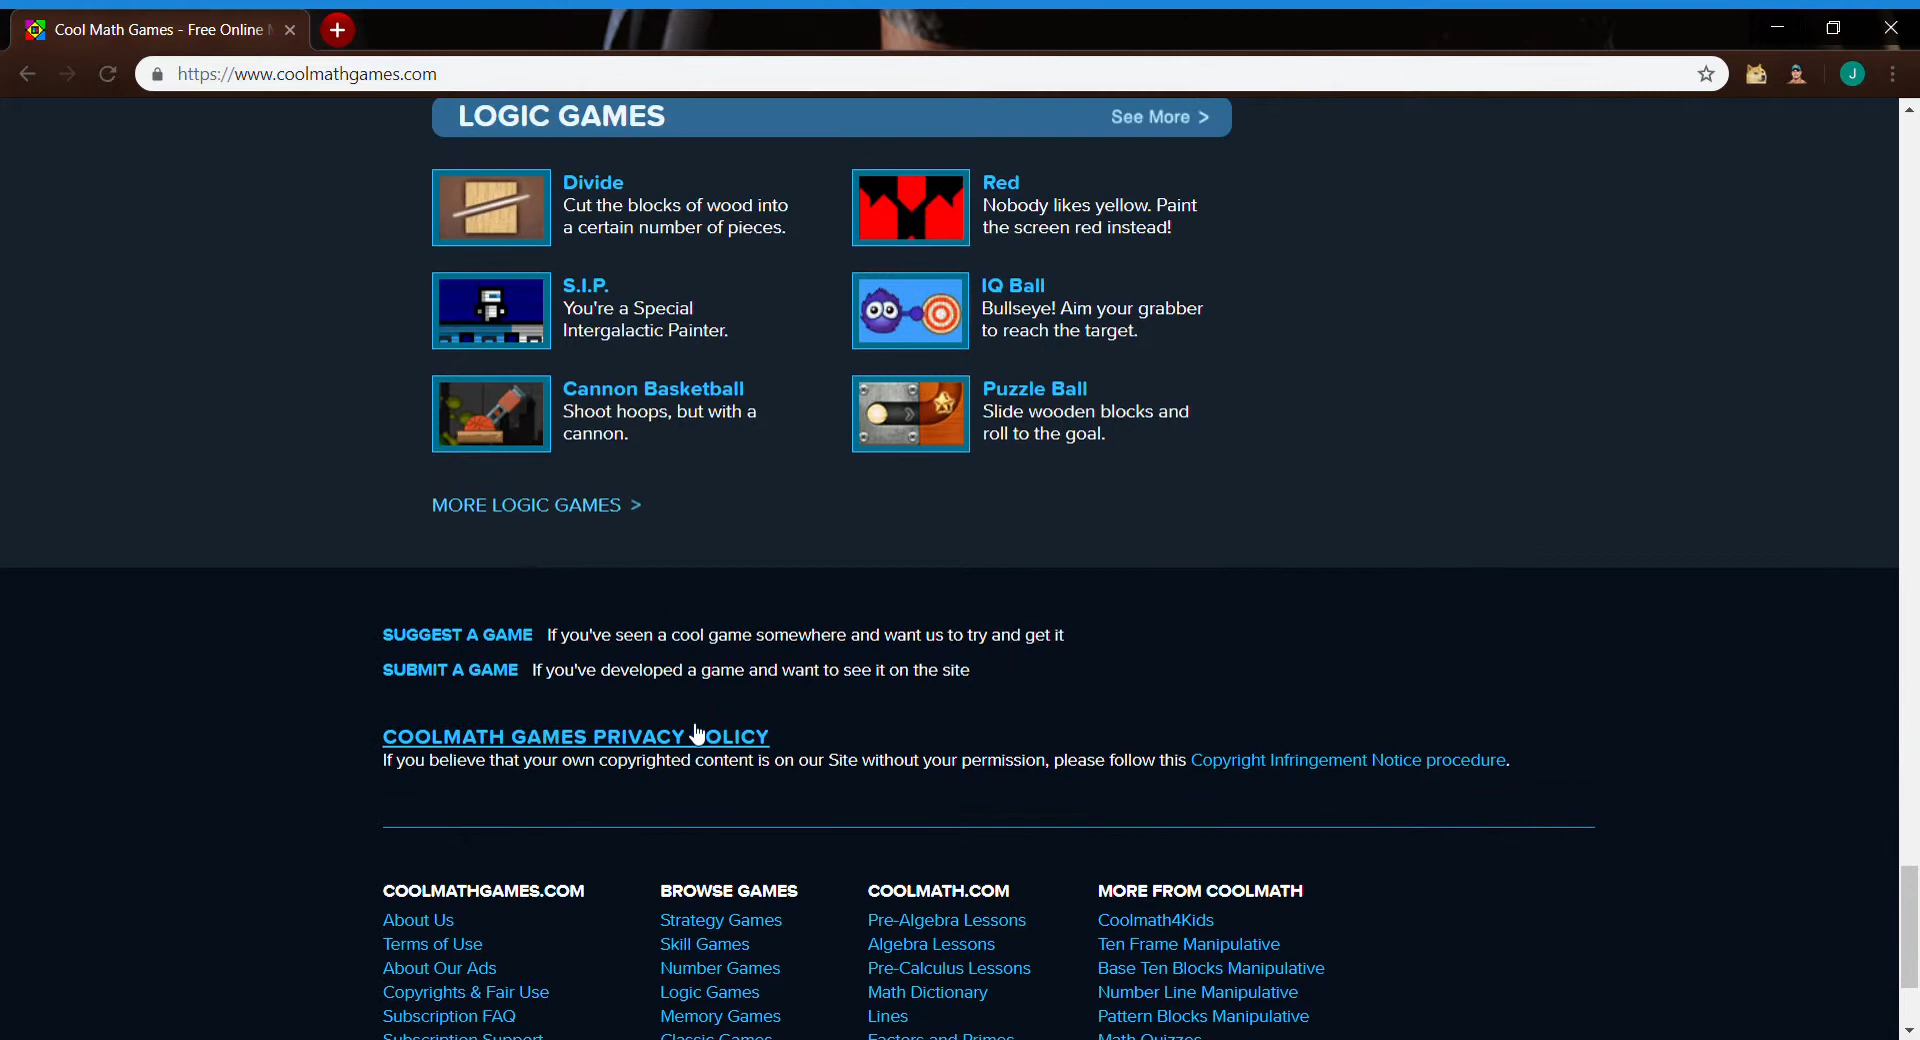 Cool Math Games - Free Online
https://www.coolmathgames.com
J
LOGIC GAMES
See More >
Divide
Cut the blocks of wood into
a certain number of pieces.
Red
Nobody likes yellow. Paint
the screen red instead!
S.I.P.
You're a Special
Intergalactic Painter.
IQ Ball
Bullseye! Aim your grabber
to reach the target.
Cannon Basketball
Shoot hoops, but with a
cannon.
Puzzle Ball
Slide wooden blocks and
roll to the goal.
MORE LOGIC GAMES >
SUGGEST A GAME If you've seen a cool game somewhere and want us to try and get it
SUBMIT A GAME If you've developed a game and want to see it on the site
COOLMATH GAMES PRIVACY POLICY
If you believe that your own copyrighted content is on our Site without your permission, please follow this Copyright Infringement Notice procedure.
COOLMATHGAMES.COM
About Us
Terms of Use
About Our Ads
Copyrights & Fair Use
Subscription FAQ
Subscription Support
BROWSE GAMES
Strategy Games
Skill Games
Number Games
Logic Games
Memory Games
Classic Games
COOLMATH.COM
Pre-Algebra Lessons
Algebra Lessons
Pre-Calculus Lessons
Math Dictionary
Lines
Factors and Primes
MORE FROM COOLMATH
Coolmath4Kids
Ten Frame Manipulative
Base Ten Blocks Manipulative
Number Line Manipulative
Pattern Blocks Manipulative
Math Quizzes